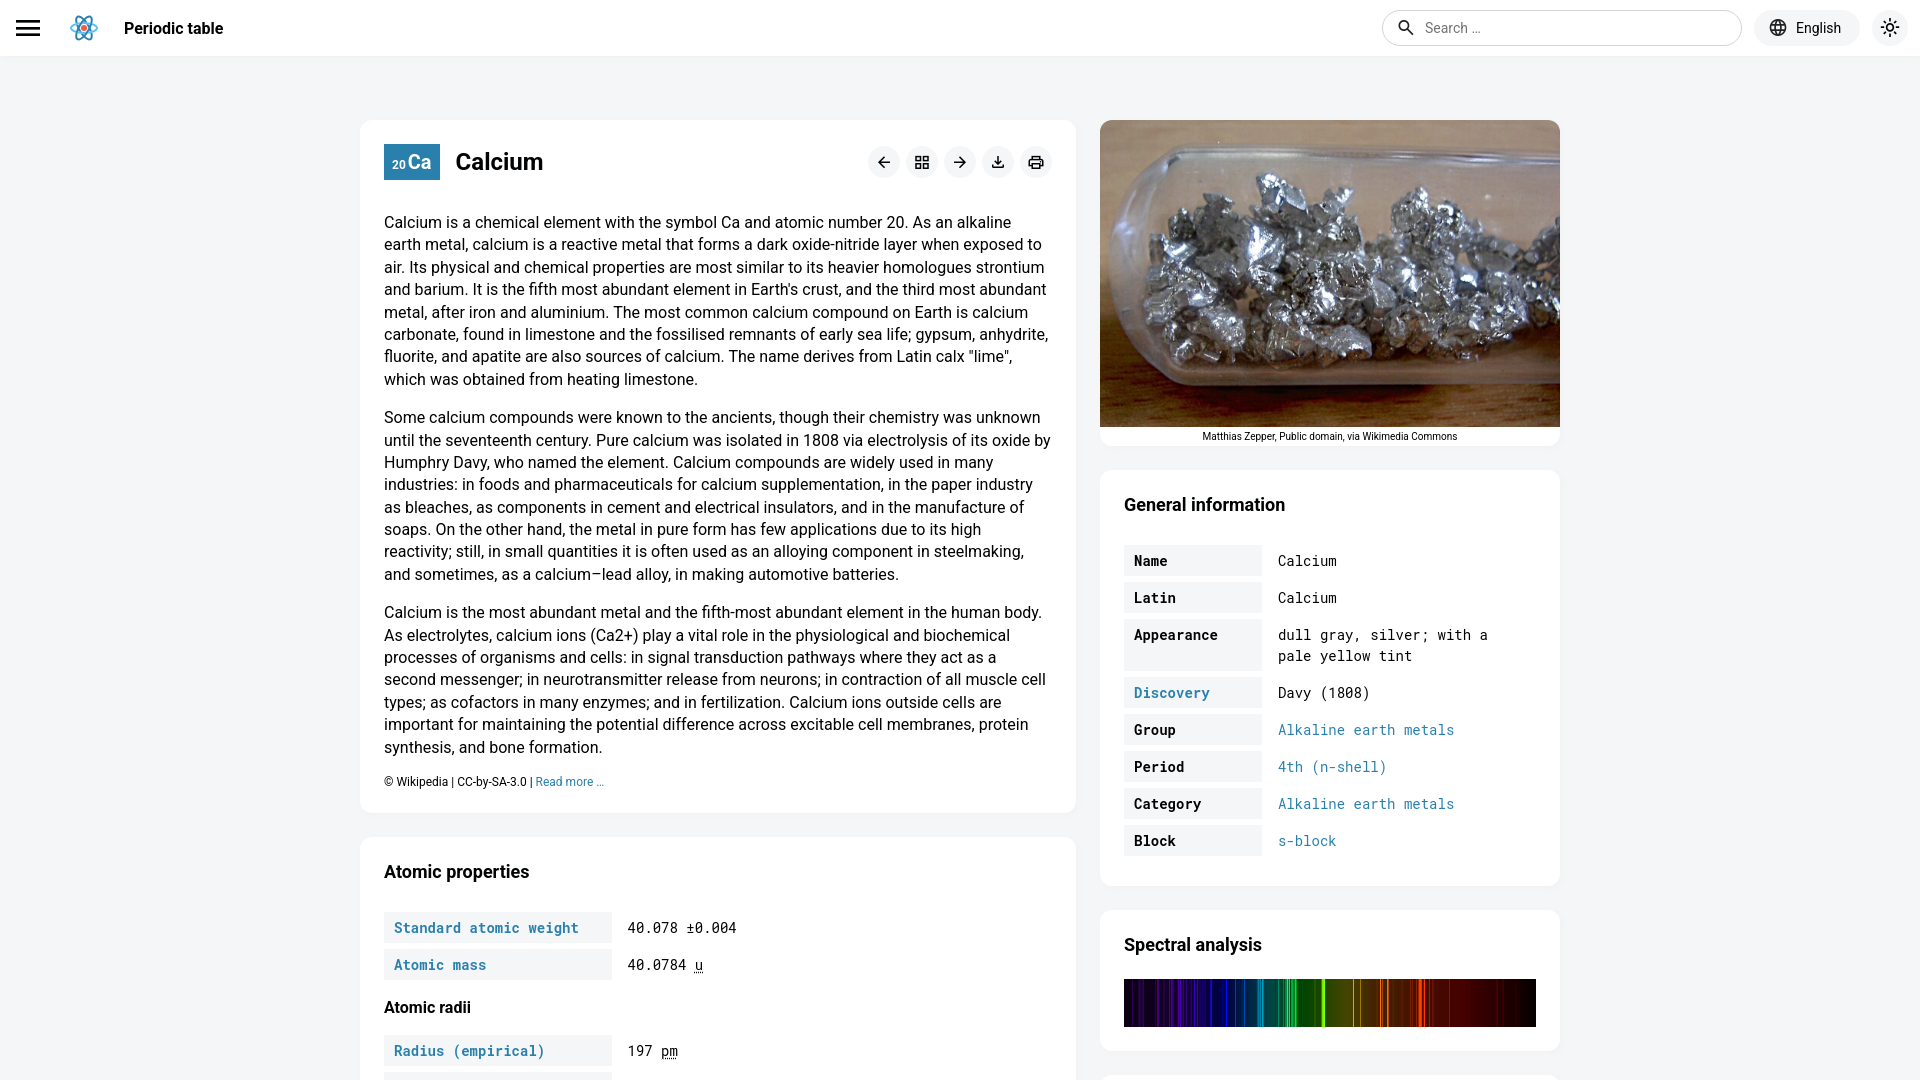 Periodic table
Search ...
English
20 Ca Calcium
Calcium is a chemical element with the symbol Ca and atomic number 20. As an alkaline
earth metal, calcium is a reactive metal that forms a dark oxide-nitride layer when exposed to
air. Its physical and chemical properties are most similar to its heavier homologues strontium
and barium. It is the fifth most abundant element in Earth's crust, and the third most abundant
metal, after iron and aluminium. The most common calcium compound on Earth is calcium
carbonate, found in limestone and the fossilised remnants of early sea life; gypsum, anhydrite,
fluorite, and apatite are also sources of calcium. The name derives from Latin calx "lime",
which was obtained from heating limestone.
Some calcium compounds were known to the ancients, though their chemistry was unknown
until the seventeenth century. Pure calcium was isolated in 1808 via electrolysis of its oxide by
Humphry Davy, who named the element. Calcium compounds are widely used in many
industries: in foods and pharmaceuticals for calcium supplementation, in the paper industry
as bleaches, as components in cement and electrical insulators, and in the manufacture of
soaps. On the other hand, the metal in pure form has few applications due to its high
reactivity; still, in small quantities it is often used as an alloying component in steelmaking,
and sometimes, as a calcium–lead alloy, in making automotive batteries.
Calcium is the most abundant metal and the fifth-most abundant element in the human body.
As electrolytes, calcium ions (Ca2+) play a vital role in the physiological and biochemical
processes of organisms and cells: in signal transduction pathways where they act as a
second messenger; in neurotransmitter release from neurons; in contraction of all muscle cell
types; as cofactors in many enzymes; and in fertilization. Calcium ions outside cells are
important for maintaining the potential difference across excitable cell membranes, protein
synthesis, and bone formation.
© Wikipedia | CC-by-SA-3.0 | Read more ...
Atomic properties
Standard atomic weight 40.078 ±0.004
Atomic mass 40.0784 u
Atomic radii
Radius (empirical) 197 pm
Matthias Zepper, Public domain, via Wikimedia Commons
General information
Name Calcium
Latin Calcium
Appearance dull gray, silver; with a
pale yellow tint
Discovery Davy (1808)
Group Alkaline earth metals
Period 4th (n-shell)
Category Alkaline earth metals
Block s-block
Spectral analysis